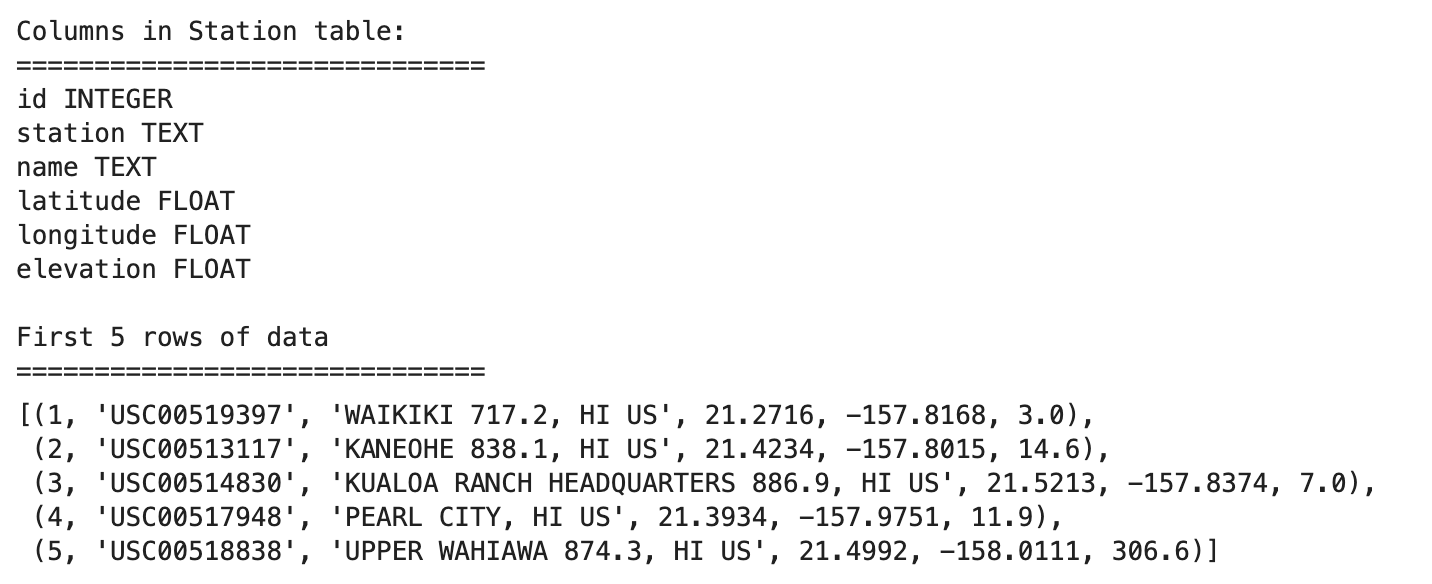 Columns in Station table:
==============================
id INTEGER
station TEXT
name TEXT
latitude FLOAT
longitude FLOAT
elevation FLOAT

First 5 rows of data
==============================
[(1, 'USC00519397', 'WAIKIKI 717.2, HI US', 21.2716, -157.8168, 3.0),
 (2, 'USC00513117', 'KANEOHE 838.1, HI US', 21.4234, -157.8015, 14.6),
 (3, 'USC00514830', 'KUALOA RANCH HEADQUARTERS 886.9, HI US', 21.5213, -157.8374, 7.0),
 (4, 'USC00517948', 'PEARL CITY, HI US', 21.3934, -157.9751, 11.9),
 (5, 'USC00518838', 'UPPER WAHIAWA 874.3, HI US', 21.4992, -158.0111, 306.6)]